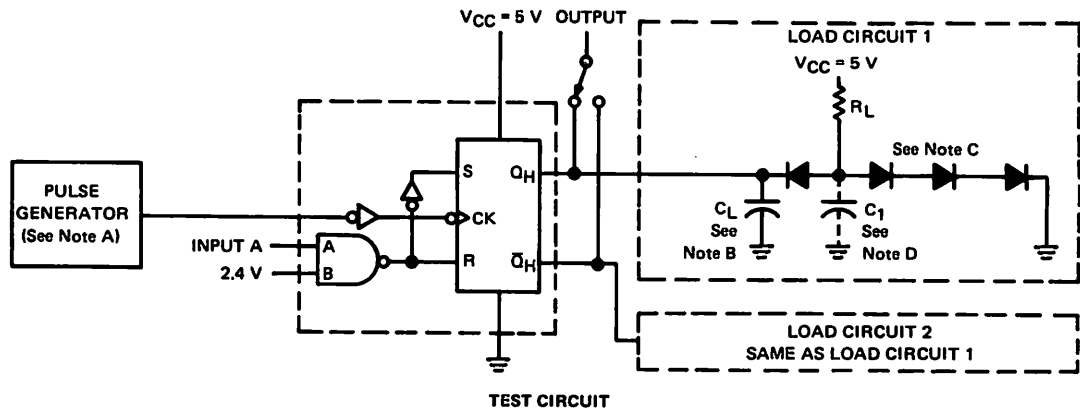 VCC = 5 V OUTPUT
LOAD CIRCUIT 1
VCC = 5 V
RL
See Note C
PULSE
GENERATOR
(See Note A)
S
QH
CK
CL
See
Note B
C1
See
Note D
INPUT A
A
2.4 V
B
R
Q̅H
LOAD CIRCUIT 2
SAME AS LOAD CIRCUIT 1
TEST CIRCUIT